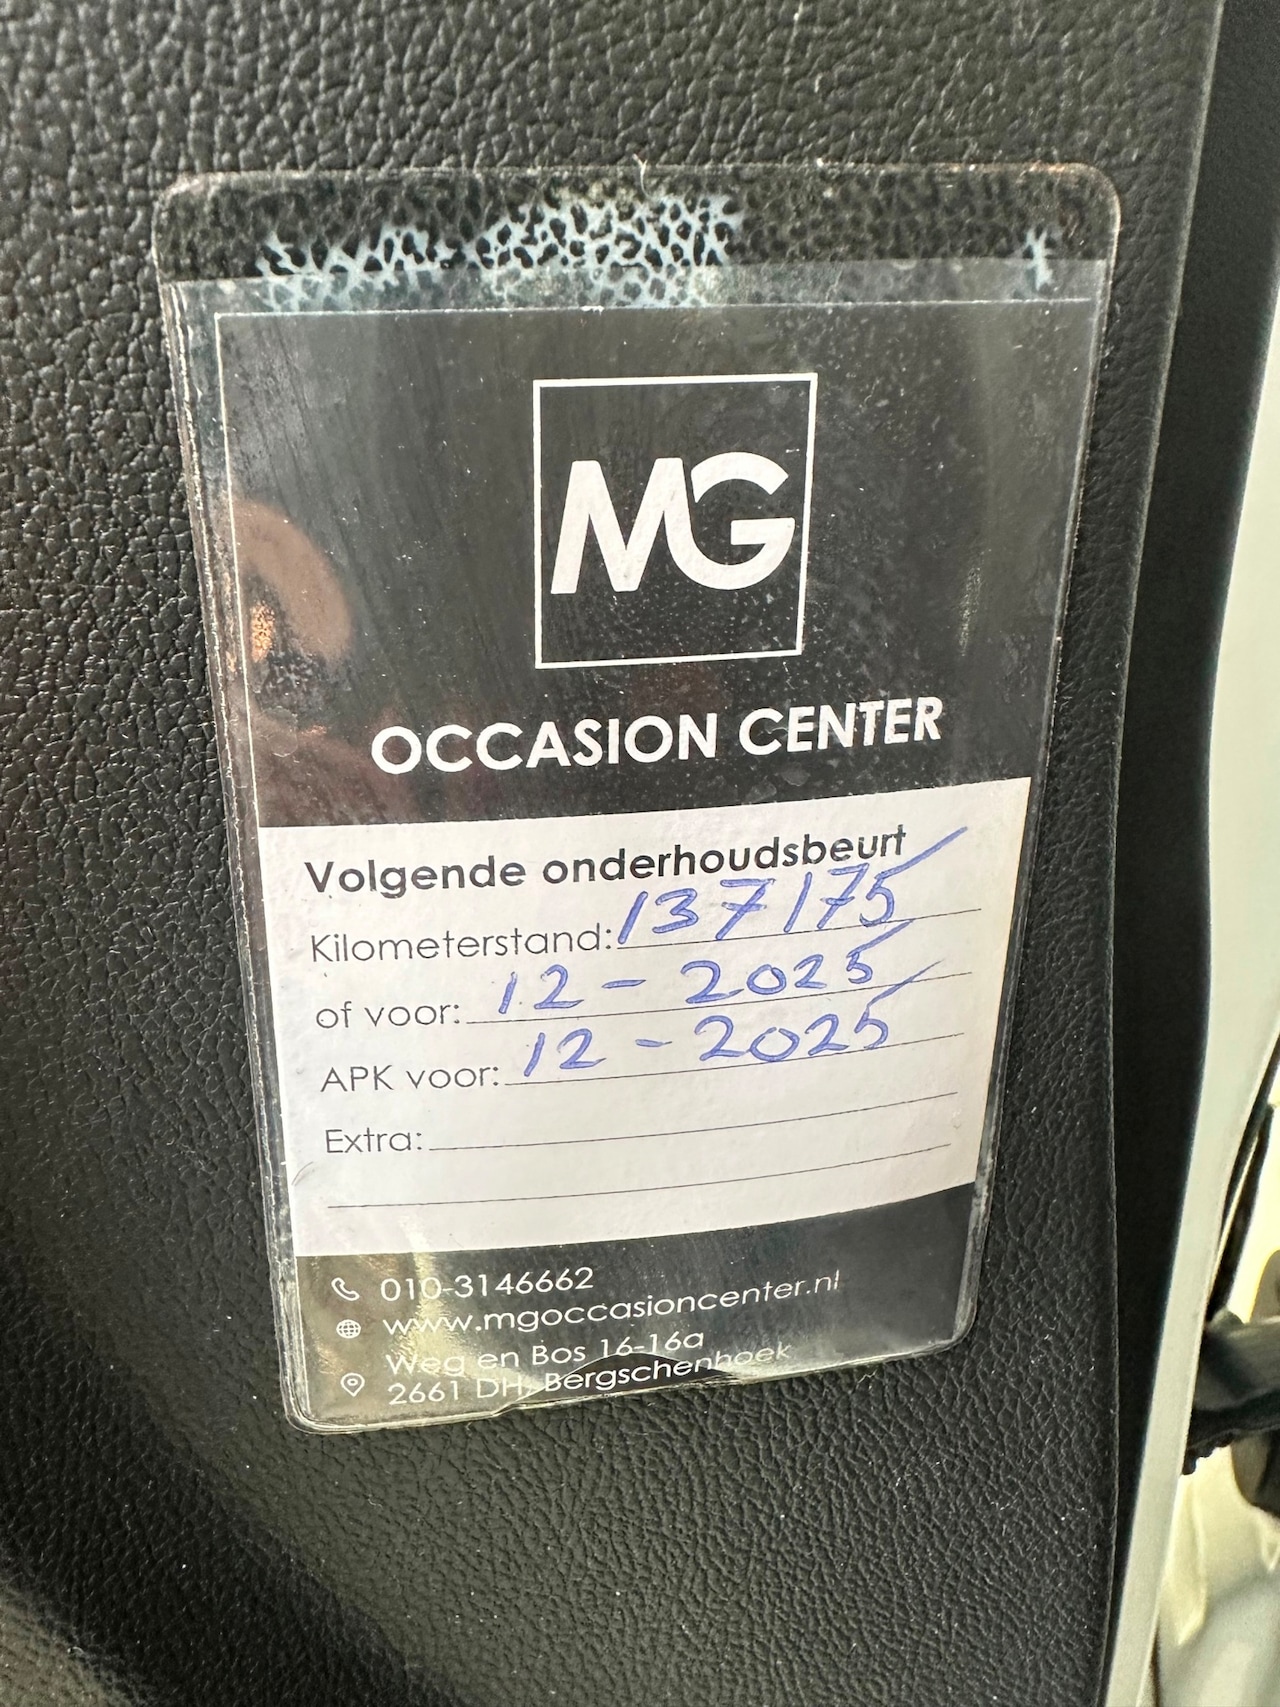 MG
OCCASION CENTER
Volgende onderhoudsbeurt
Kilometerstand: 137175
of voor: 12-2025
APK voor: 12-2025
Extra:
010-3146662
www.mgoccasioncenter.nl
Weg en Bos 16-16a
2661 DH, Bergschenhoek